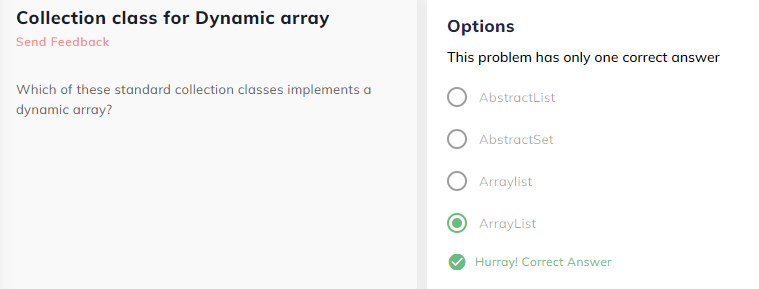 Collection class for Dynamic array
Send Feedback
Which of these standard collection classes implements a
dynamic array?
Options
This problem has only one correct answer
AbstractList
AbstractSet
Arraylist
ArrayList
Hurray! Correct Answer